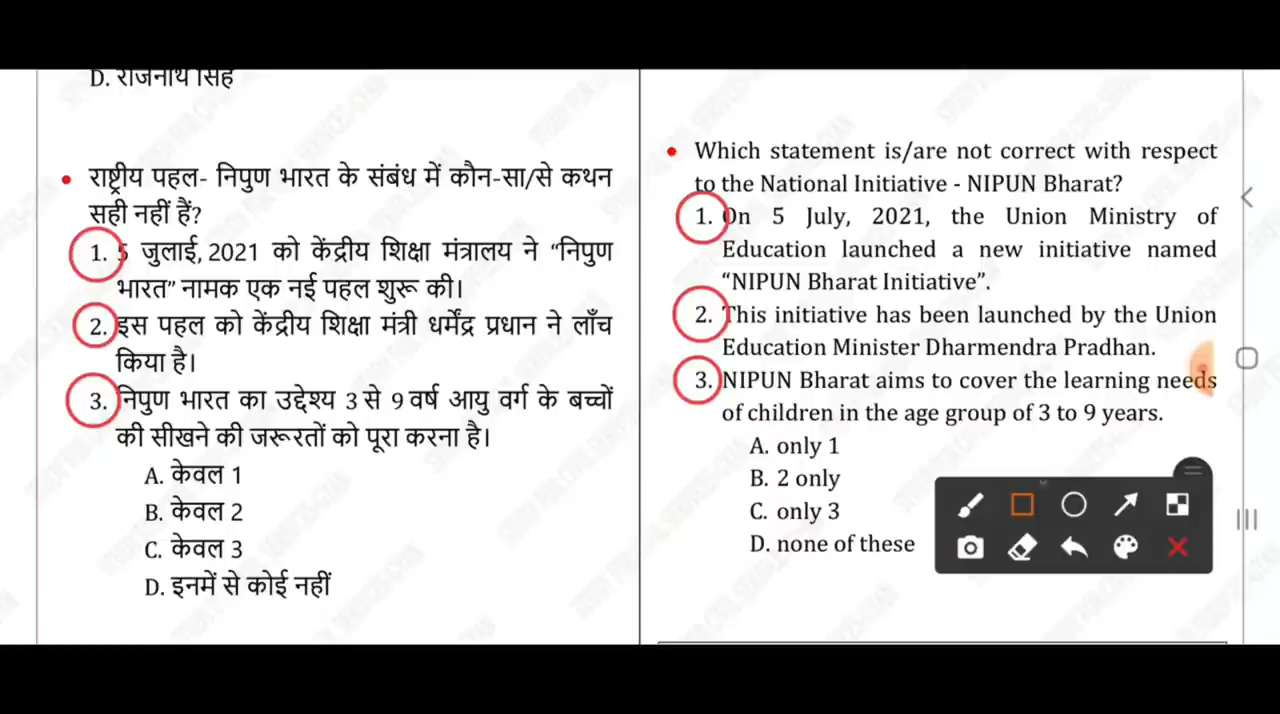 D. राजनाथ सिंह
राष्ट्रीय पहल- निपुण भारत के संबंध में कौन-सा/से कथन
सही नहीं हैं?
1. 5 जुलाई, 2021 को केंद्रीय शिक्षा मंत्रालय ने “निपुण
भारत” नामक एक नई पहल शुरू की।
2. इस पहल को केंद्रीय शिक्षा मंत्री धर्मेंद्र प्रधान ने लॉंच
किया है।
3. निपुण भारत का उद्देश्य 3 से 9 वर्ष आयु वर्ग के बच्चों
की सीखने की जरूरतों को पूरा करना है।
A. केवल 1
B. केवल 2
C. केवल 3
D. इनमें से कोई नहीं
Which statement is/are not correct with respect
to the National Initiative - NIPUN Bharat?
1. On 5 July, 2021, the Union Ministry of
Education launched a new initiative named
“NIPUN Bharat Initiative”.
2. This initiative has been launched by the Union
Education Minister Dharmendra Pradhan.
3. NIPUN Bharat aims to cover the learning needs
of children in the age group of 3 to 9 years.
A. only 1
B. 2 only
C. only 3
D. none of these